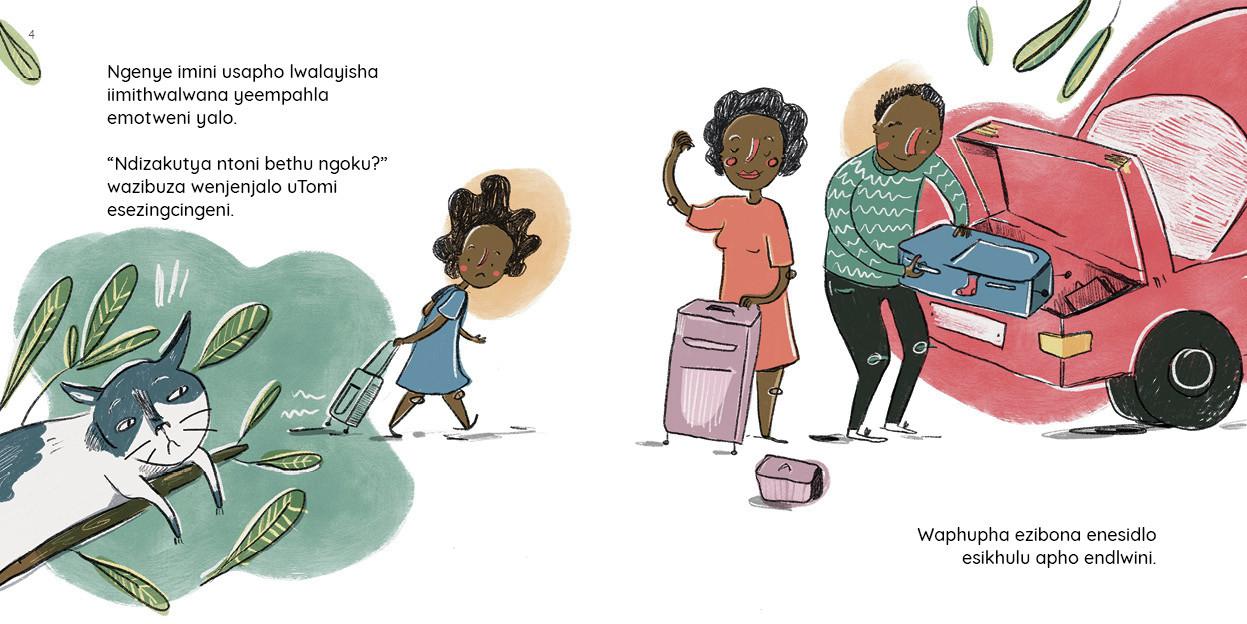 4
Ngenye imini usapho lwalayisha
iimithwalwana yeempahla
emotweni yalo.
“Ndizakutya ntoni bethu ngoku?”
wazibuza wenjenjalo uTomi
esezingcingeni.
Waphupha ezibona enesidlo
esikhulu apho endlwini.